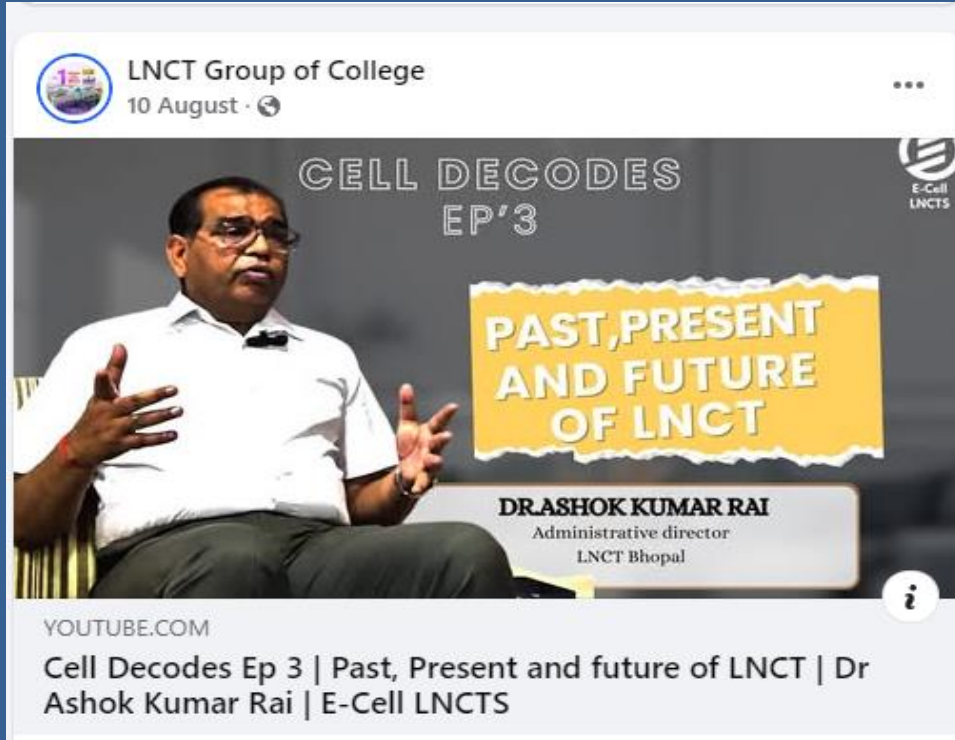 LNCT Group of College
10 August ·
CELL DECODES
EP'3
E-Cell
LNCTS
PAST,PRESENT
AND FUTURE
OF LNCT
DR.ASHOK KUMAR RAI
Administrative director
LNCT Bhopal
i
YOUTUBE.COM
Cell Decodes Ep 3 | Past, Present and future of LNCT | Dr
Ashok Kumar Rai | E-Cell LNCTS